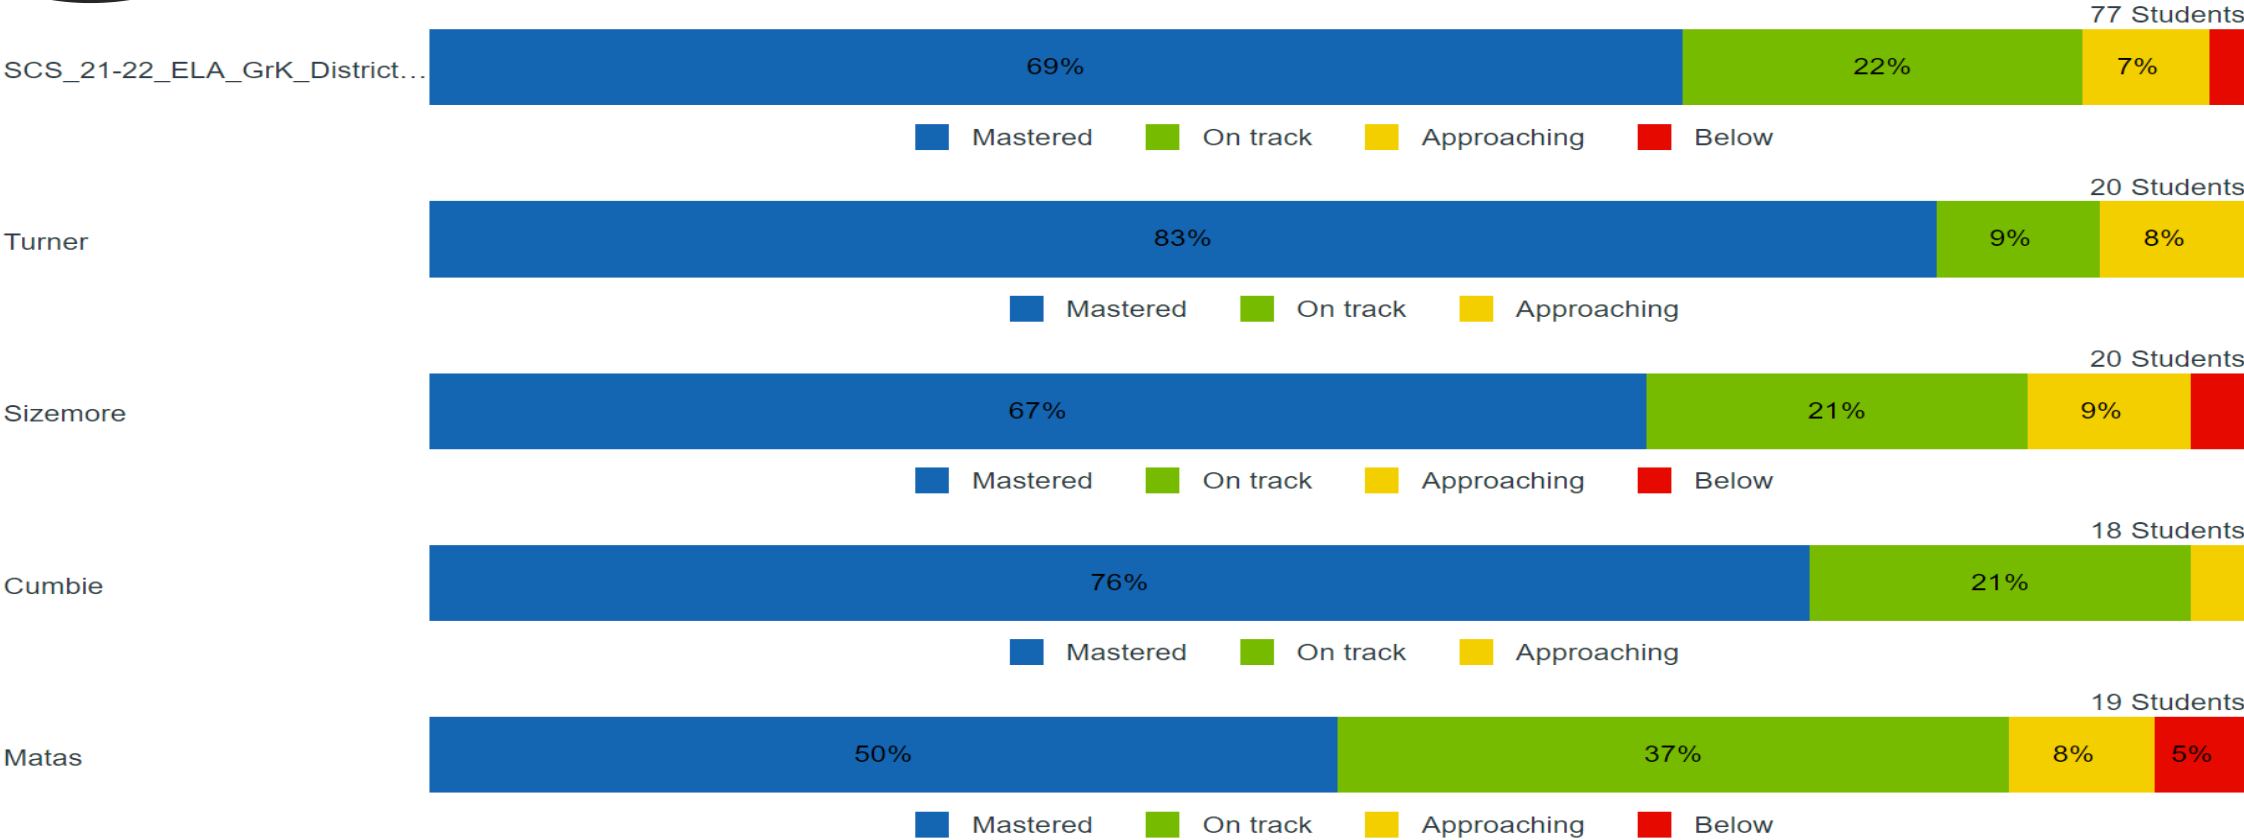 77 Students
SCS_21-22_ELA_GrK_District...
69% 22% 7%
Mastered On track Approaching Below
20 Students
Turner
83% 9% 8%
Mastered On track Approaching
20 Students
Sizemore
67% 21% 9%
Mastered On track Approaching Below
18 Students
Cumbie
76% 21%
Mastered On track Approaching
19 Students
Matas
50% 37% 8% 5%
Mastered On track Approaching Below